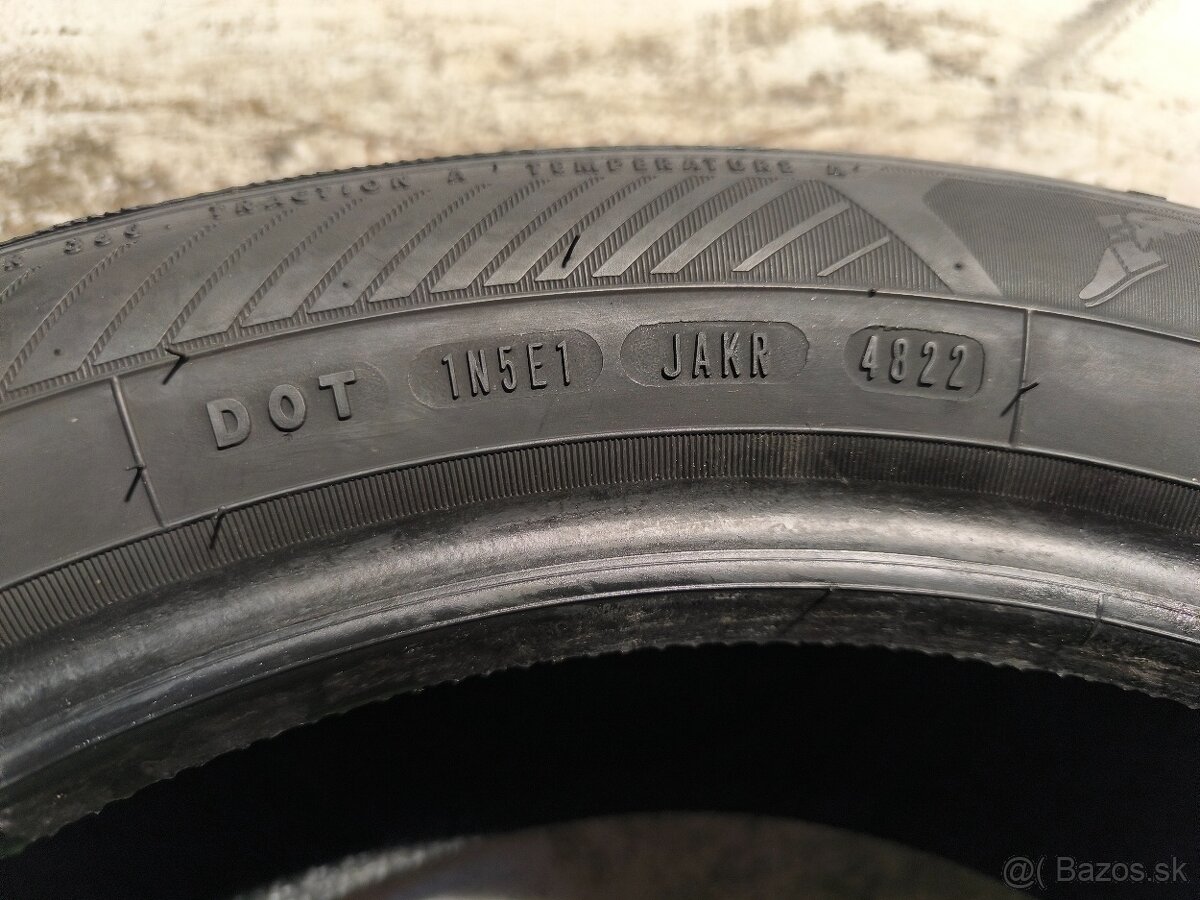 TRACTION A TEMPERATURE
DOT 1N5E1 JAKR 4822
@( Bazos.sk